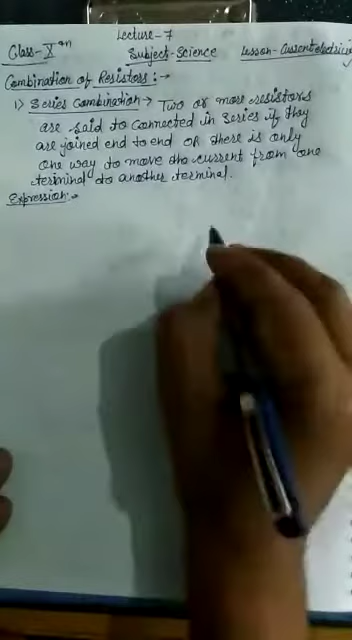 Lecture-7
Class-Xth Subject-Science Lesson-Current electricity
Combination of Resistors:-
1) Series Combination→ Two or more resistors
are said to connected in series if they
are joined end to end or there is only
one way to move the current from one
terminal to another terminal.
Expression:-